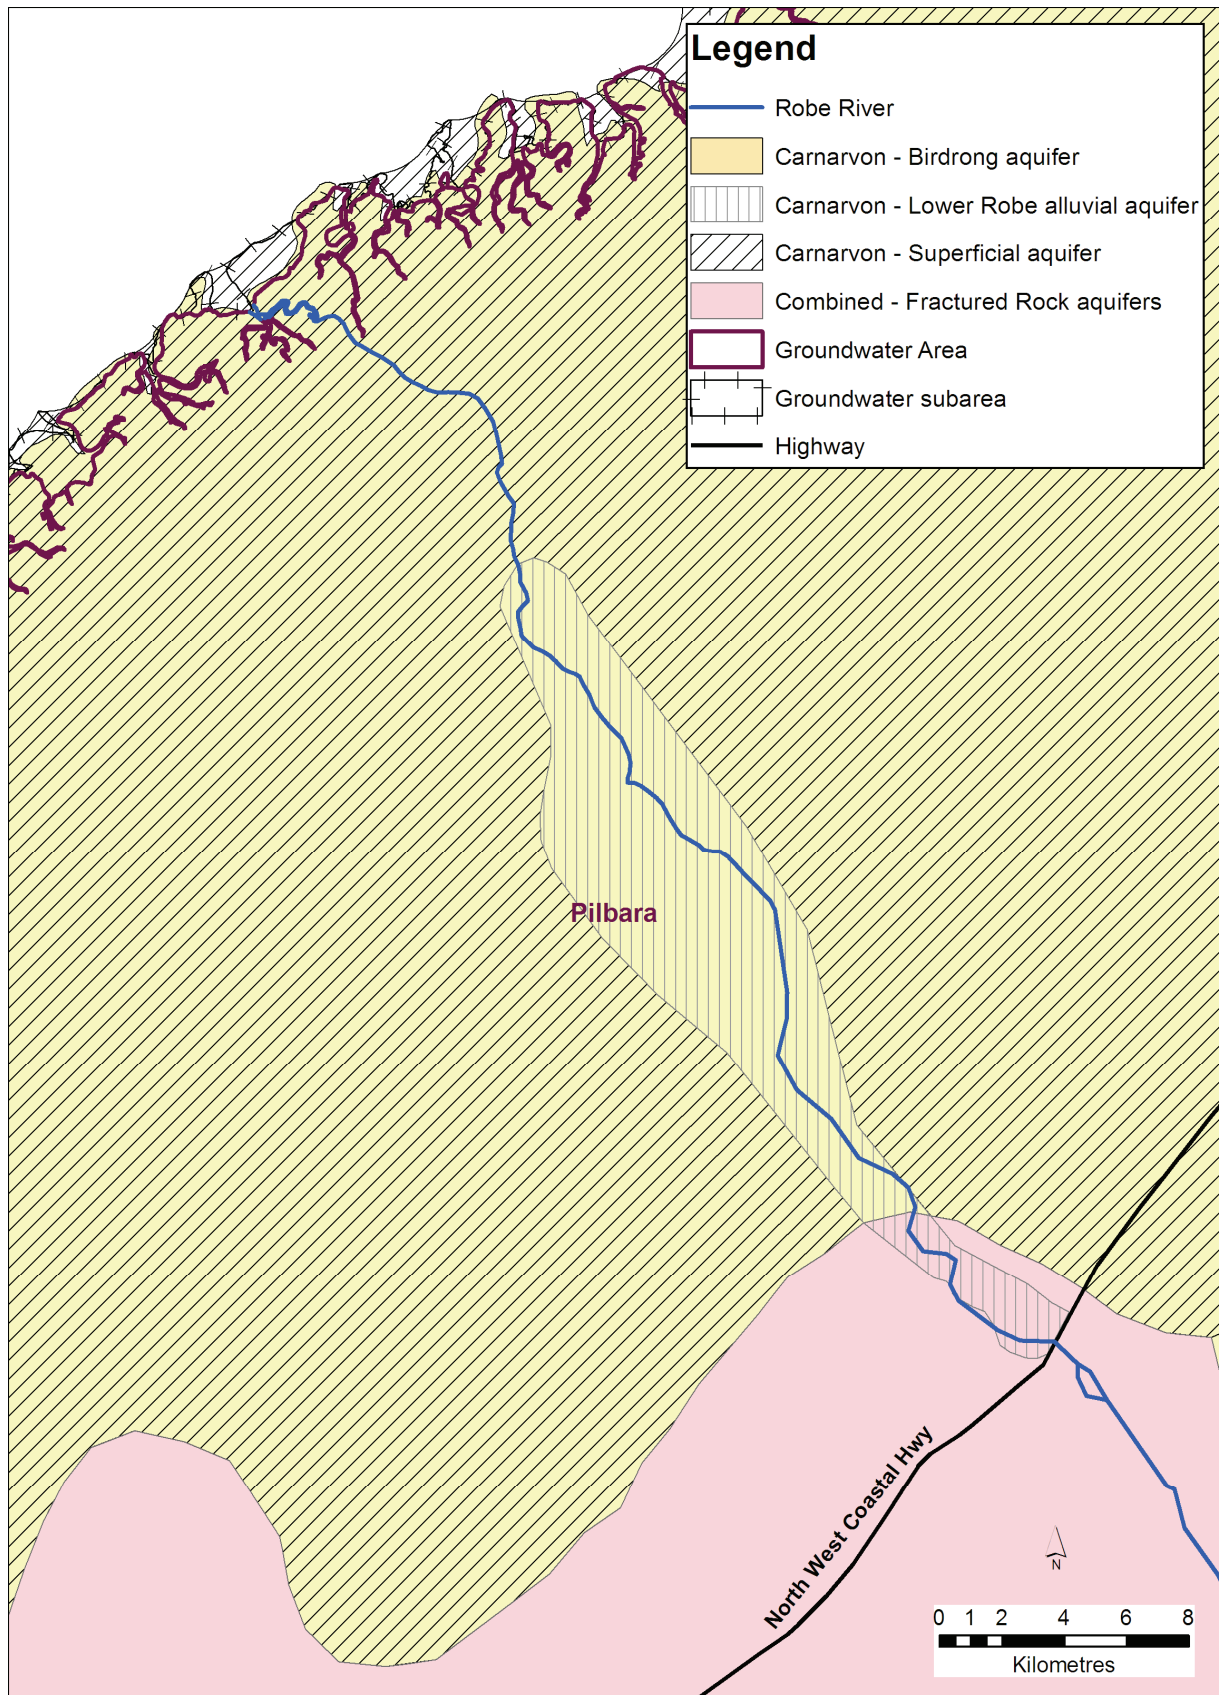 Legend
Robe River
Carnarvon - Birdrong aquifer
Carnarvon - Lower Robe alluvial aquifer
Carnarvon - Superficial aquifer
Combined - Fractured Rock aquifers
Groundwater Area
Groundwater subarea
Highway
Pilbara
North West Coastal Hwy
N
0 1 2 4 6 8
Kilometres